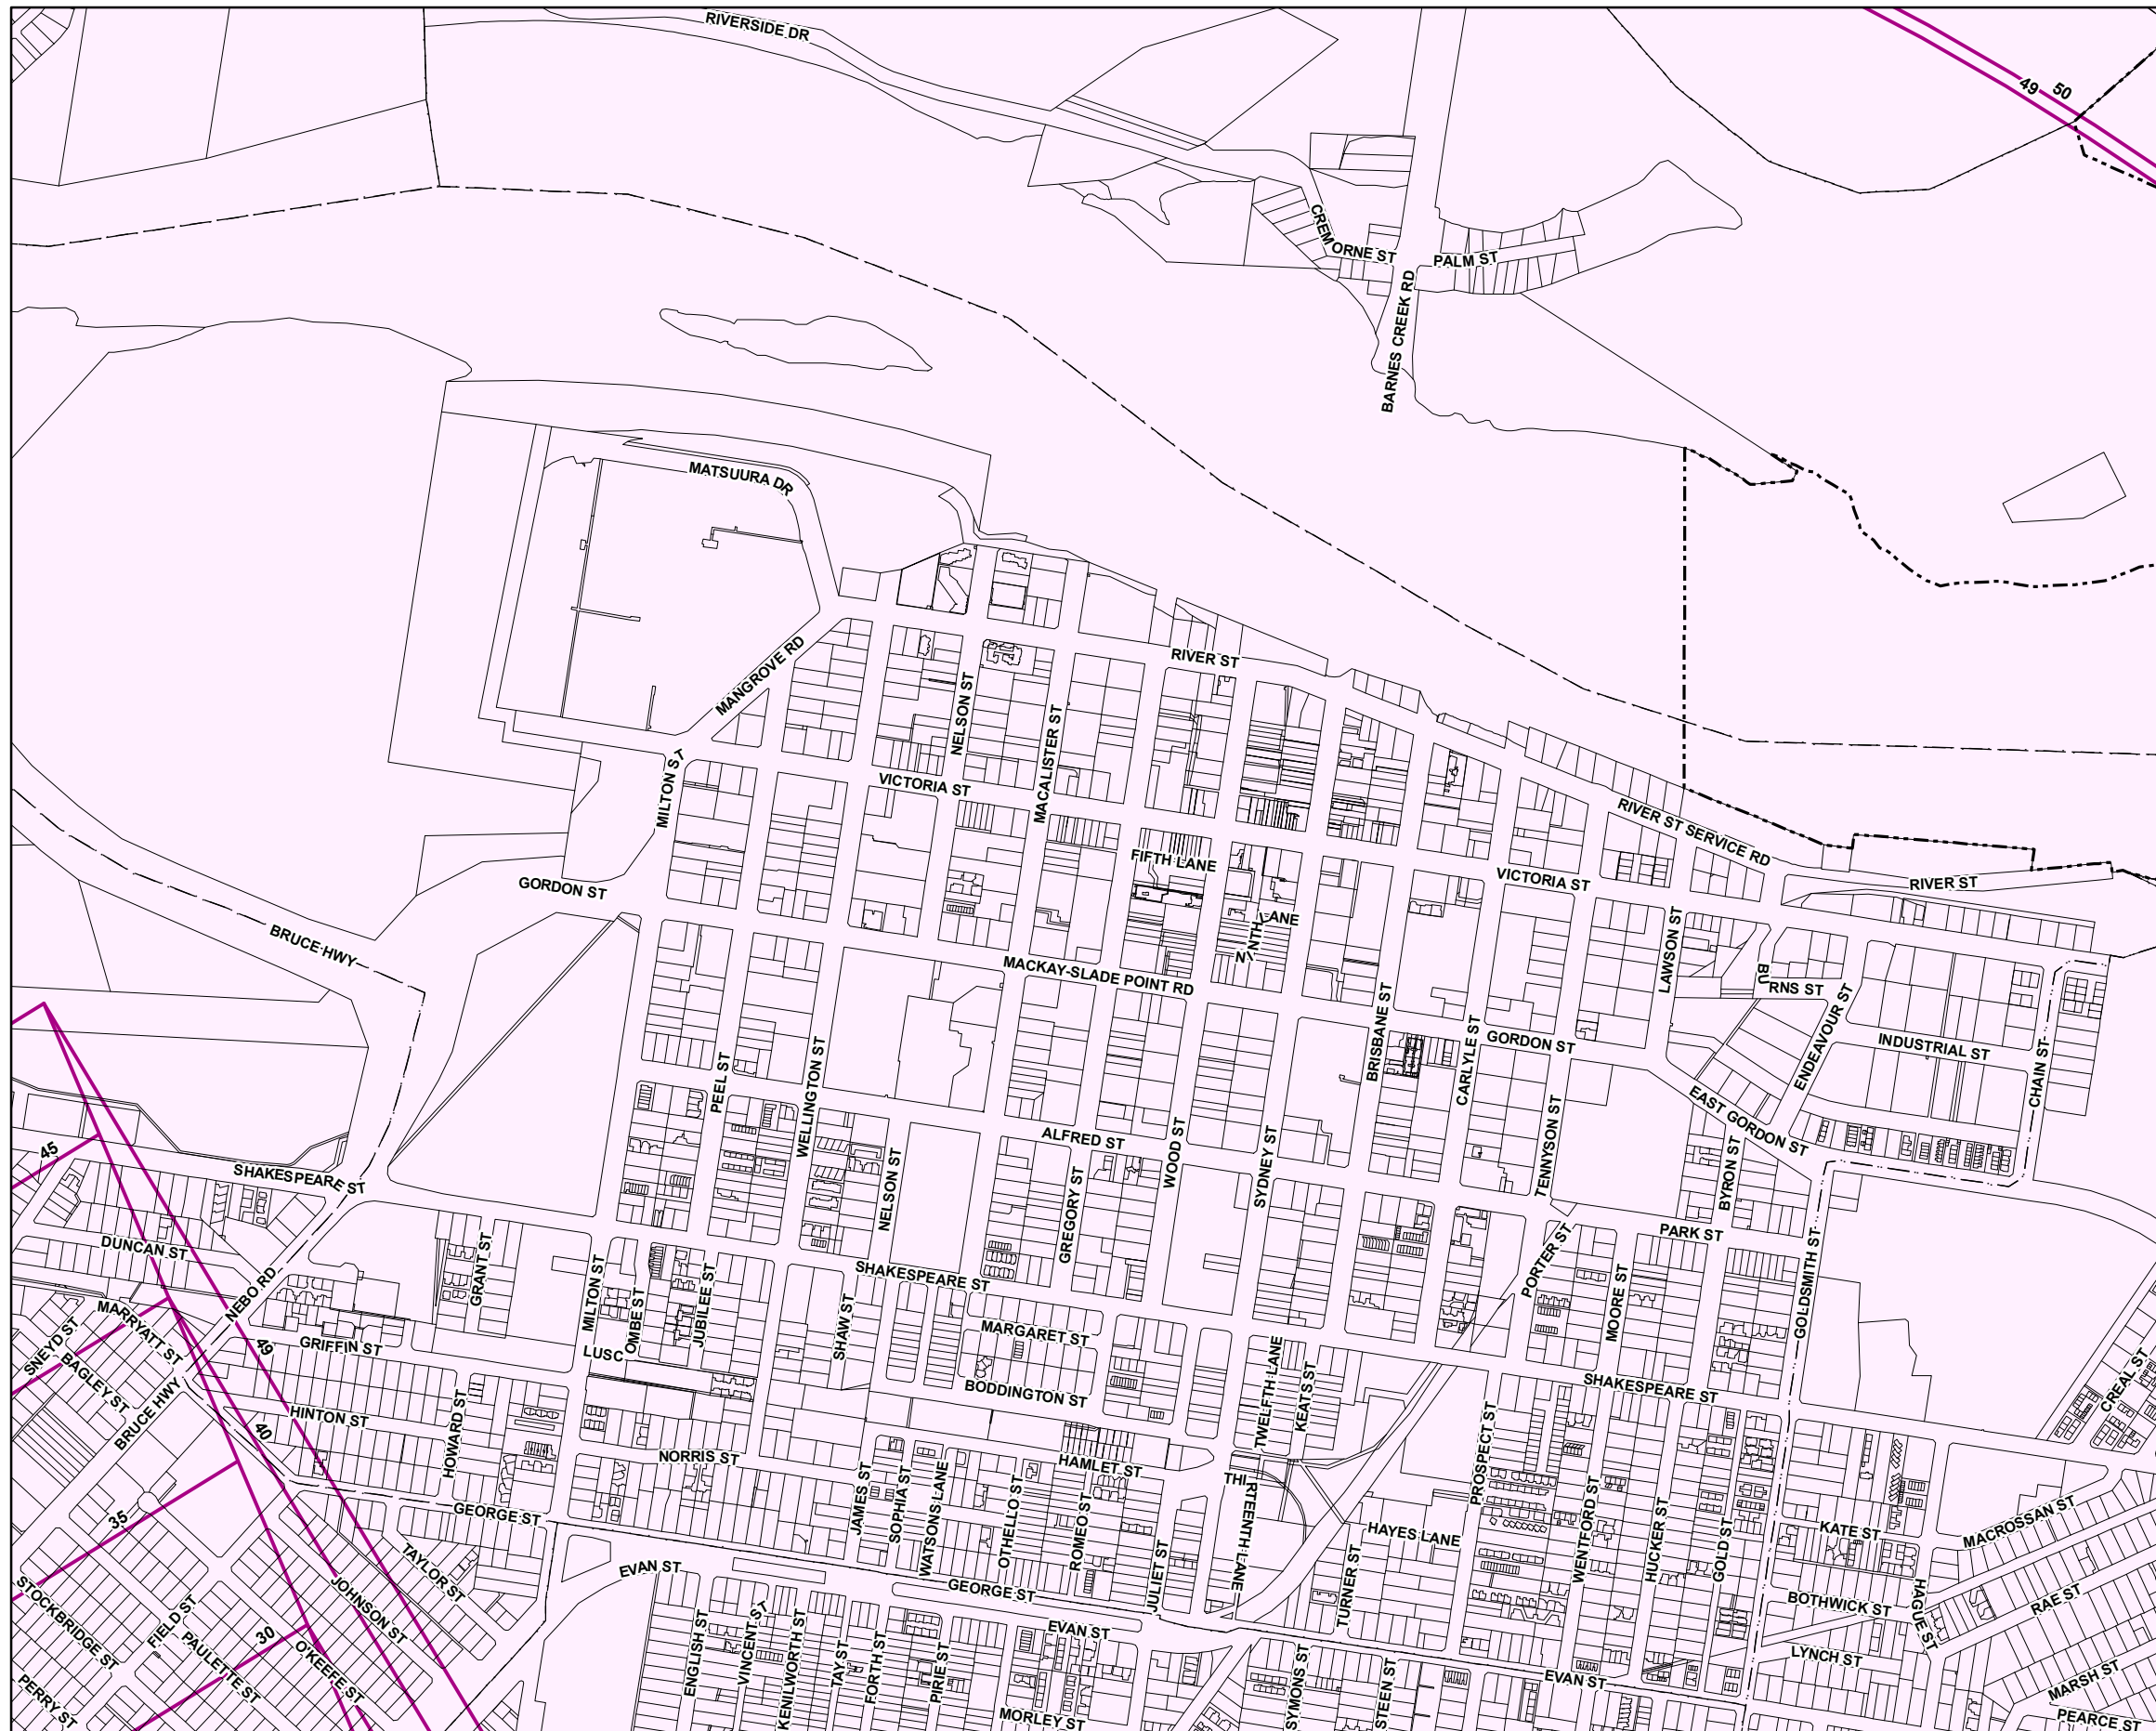 RIVERSIDE DR
49
50
CREMORNE ST
PALM ST
BARNES CREEK RD
MATSUURA DR
MANGROVE RD
RIVER ST
NELSON ST
MACALISTER ST
MILTON ST
VICTORIA ST
RIVER ST SERVICE RD
FIFTH LANE
VICTORIA ST
RIVER ST
GORDON ST
LANE
NINTH
LAWSON ST
BRUCE HWY
MACKAY-SLADE POINT RD
BURNS ST
BRISBANE ST
CARLYLE ST
GORDON ST
ENDEAVOUR ST
INDUSTRIAL ST
CHAIN ST
PEEL ST
WELLINGTON ST
EAST GORDON ST
ALFRED ST
WOOD ST
SYDNEY ST
TENNYSON ST
BYRON ST
45
SHAKESPEARE ST
NELSON ST
GREGORY ST
PARK ST
DUNCAN ST
GRANT ST
PORTER ST
GOLDSMITH ST
NEBO RD
MILTON ST
JUBILEE ST
SHAKESPEARE ST
MOORE ST
MARRYATT ST
SNEYD ST
BAGLEY ST
49
GRIFFIN ST
LUSCOMBE ST
SHAW ST
MARGARET ST
TWELFTH LANE
KEATS ST
SHAKESPEARE ST
CREAL ST
BRUCE HWY
HINTON ST
40
HOWARD ST
BODDINGTON ST
PROSPECT ST
NORRIS ST
HAMLET ST
THIRTEENTH LANE
JAMES ST
SOPHIA ST
WATSONS LANE
OTHELLO ST
ROMEO ST
JULIET ST
GEORGE ST
35
HAYES LANE
WENTFORD ST
HUCKER ST
GOLD ST
KATE ST
MACROSSAN ST
TAYLOR ST
JOHNSON ST
EVAN ST
GEORGE ST
TURNER ST
BOTHWICK ST
HAGUE ST
RAE ST
STOCKBRIDGE ST
FIELD ST
PAULETTE ST
30
O'KEEFE ST
PERRY ST
ENGLISH ST
VINCENT ST
KENILWORTH ST
TAY ST
FORTH ST
PIRIE ST
EVAN ST
MORLEY ST
SYMONS ST
STEEN ST
EVAN ST
LYNCH ST
MARSH ST
PEARCE ST